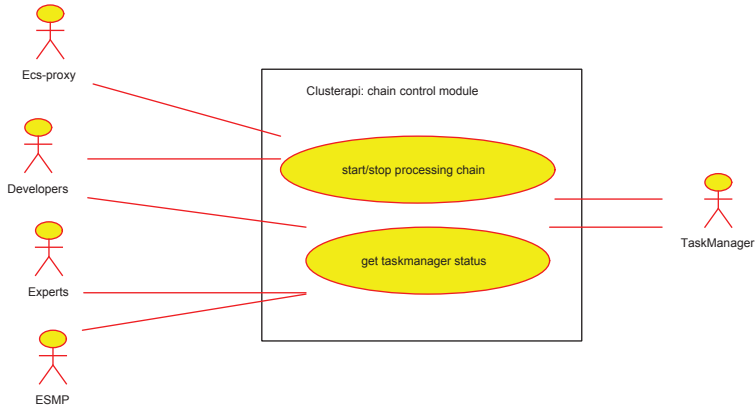 Ecs-proxy
Clusterapi: chain control module
start/stop processing chain
Developers
TaskManager
get taskmanager status
Experts
ESMP